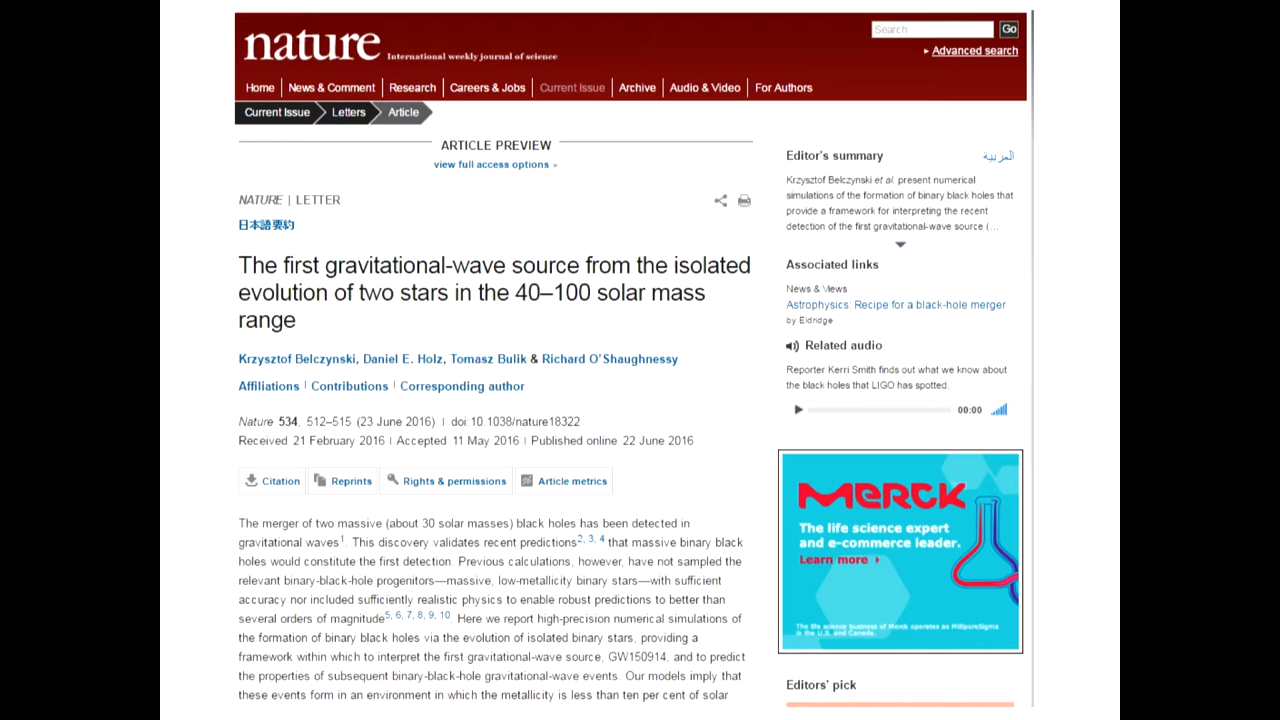 nature International weekly journal of science
Search Go
Advanced search
Home News & Comment Research Careers & Jobs Current Issue Archive Audio & Video For Authors
Current Issue Letters Article
ARTICLE PREVIEW
view full access options
NATURE | LETTER
日本語要約
The first gravitational-wave source from the isolated
evolution of two stars in the 40–100 solar mass
range
Krzysztof Belczynski, Daniel E. Holz, Tomasz Bulik & Richard O'Shaughnessy
Affiliations | Contributions | Corresponding author
Nature 534, 512–515 (23 June 2016) | doi:10.1038/nature18322
Received 21 February 2016 | Accepted 11 May 2016 | Published online 22 June 2016
Citation Reprints Rights & permissions Article metrics
The merger of two massive (about 30 solar masses) black holes has been detected in
gravitational waves1. This discovery validates recent predictions2, 3, 4 that massive binary black
holes would constitute the first detection. Previous calculations, however, have not sampled the
relevant binary-black-hole progenitors—massive, low-metallicity binary stars—with sufficient
accuracy nor included sufficiently realistic physics to enable robust predictions to better than
several orders of magnitude5, 6, 7, 8, 9, 10. Here we report high-precision numerical simulations of
the formation of binary black holes via the evolution of isolated binary stars, providing a
framework within which to interpret the first gravitational-wave source, GW150914, and to predict
the properties of subsequent binary-black-hole gravitational-wave events. Our models imply that
these events form in an environment in which the metallicity is less than ten per cent of solar
Editor's summary العربية
Krzysztof Belczynski et al. present numerical
simulations of the formation of binary black holes that
provide a framework for interpreting the recent
detection of the first gravitational-wave source (…
Associated links
News & Views
Astrophysics: Recipe for a black-hole merger
by Eldridge
Related audio
Reporter Kerri Smith finds out what we know about
the black holes that LIGO has spotted.
00:00
MERCK
The life science expert
and e-commerce leader.
Learn more
The life science business of Merck operates as MilliporeSigma
in the U.S. and Canada.
Editors' pick